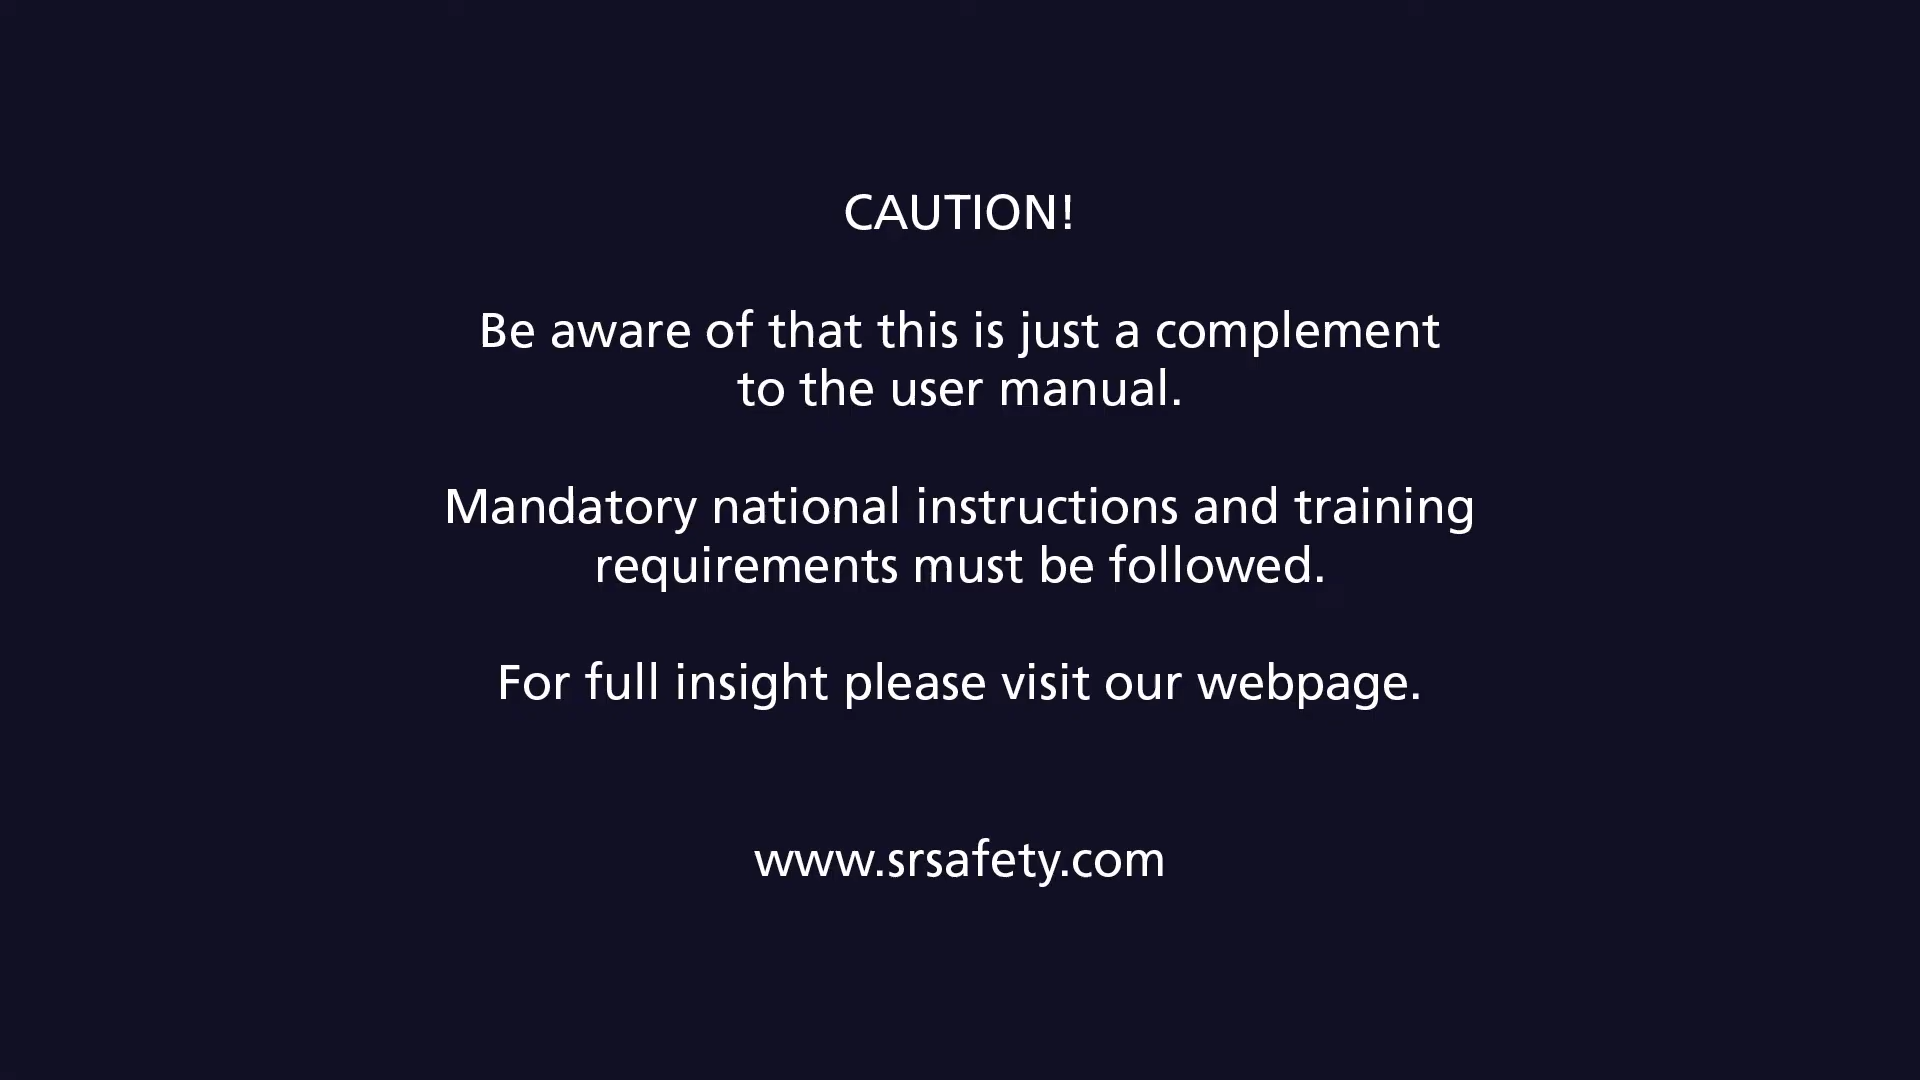 CAUTION!
Be aware of that this is just a complement
to the user manual.
Mandatory national instructions and training
requirements must be followed.
For full insight please visit our webpage.
www.srsafety.com